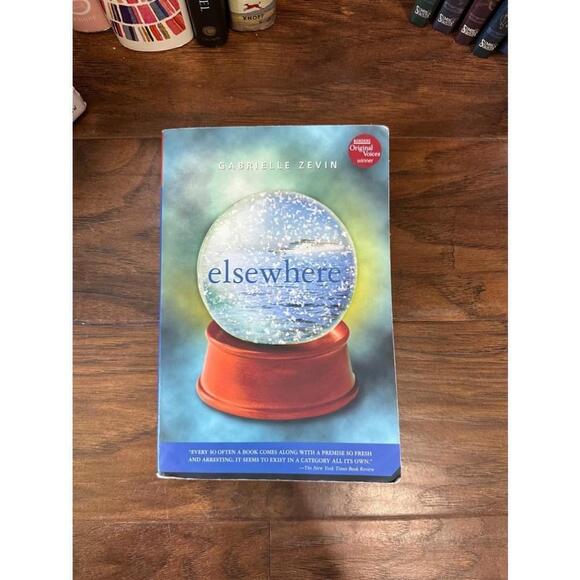 KNOPF
GABRIELLE ZEVIN
BORDERS
Original
Voices
winner
elsewhere
"EVERY SO OFTEN A BOOK COMES ALONG WITH A PREMISE SO FRESH
AND ARRESTING, IT SEEMS TO EXIST IN A CATEGORY ALL ITS OWN."
—The New York Times Book Review